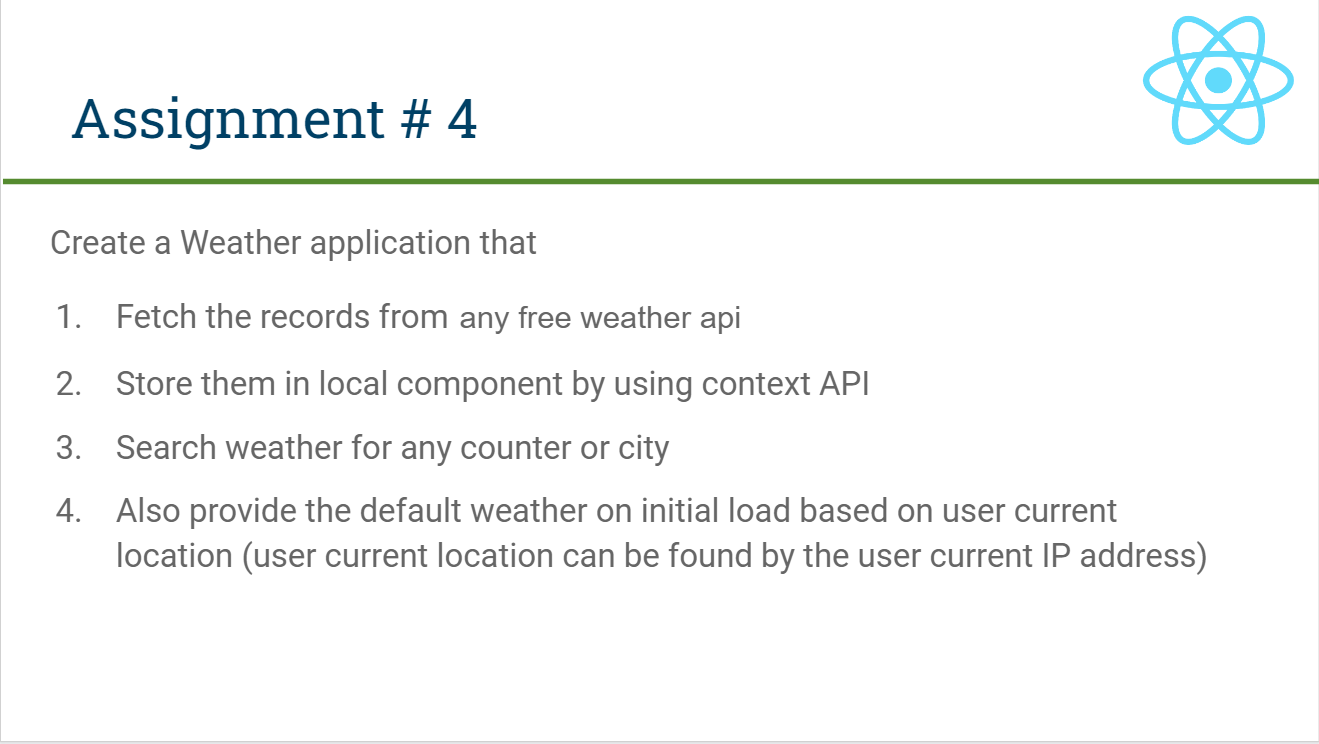 Assignment # 4
Create a Weather application that
1. Fetch the records from any free weather api
2. Store them in local component by using context API
3. Search weather for any counter or city
4. Also provide the default weather on initial load based on user current
location (user current location can be found by the user current IP address)